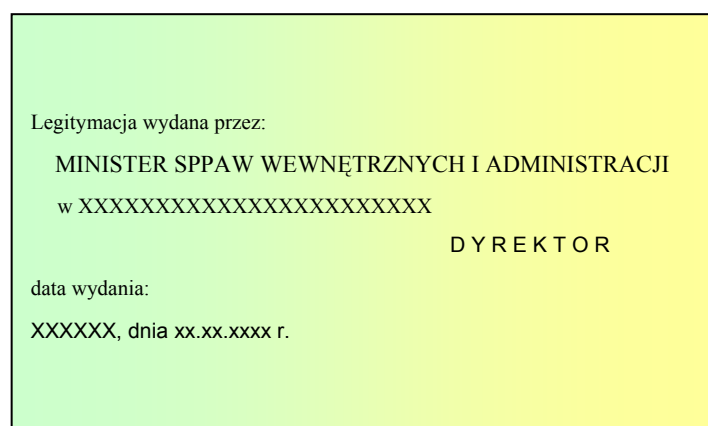 Legitymacja wydana przez:
MINISTER SPPAW WEWNĘTRZNYCH I ADMINISTRACJI
w XXXXXXXXXXXXXXXXXXXXXXX
D Y R E K T O R
data wydania:
XXXXXX, dnia xx.xx.xxxx r.